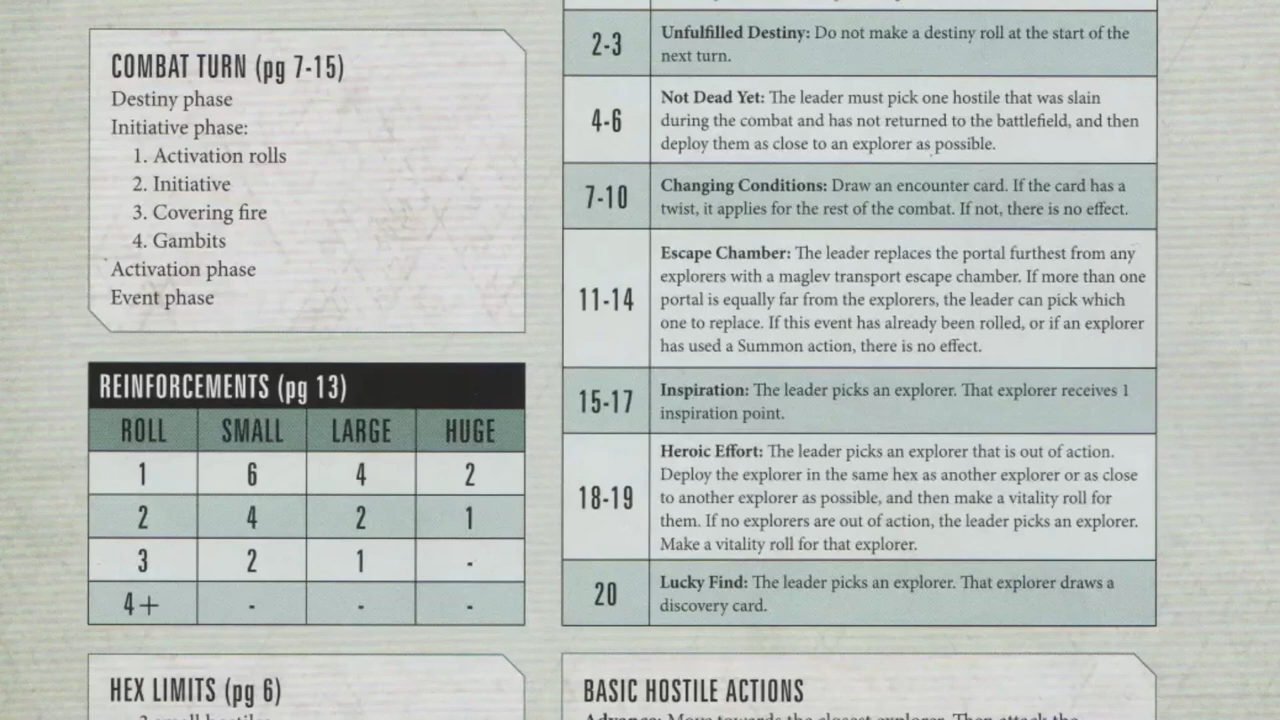 COMBAT TURN (pg 7-15)
Destiny phase
Initiative phase:
1. Activation rolls
2. Initiative
3. Covering fire
4. Gambits
Activation phase
Event phase
REINFORCEMENTS (pg 13)
ROLL SMALL LARGE HUGE
1 6 4 2
2 4 2 1
3 2 1 -
4+ - - -
HEX LIMITS (pg 6)
2-3 Unfulfilled Destiny: Do not make a destiny roll at the start of the
next turn.
4-6 Not Dead Yet: The leader must pick one hostile that was slain
during the combat and has not returned to the battlefield, and then
deploy them as close to an explorer as possible.
7-10 Changing Conditions: Draw an encounter card. If the card has a
twist, it applies for the rest of the combat. If not, there is no effect.
11-14 Escape Chamber: The leader replaces the portal furthest from any
explorers with a maglev transport escape chamber. If more than one
portal is equally far from the explorers, the leader can pick which
one to replace. If this event has already been rolled, or if an explorer
has used a Summon action, there is no effect.
15-17 Inspiration: The leader picks an explorer. That explorer receives 1
inspiration point.
18-19 Heroic Effort: The leader picks an explorer that is out of action.
Deploy the explorer in the same hex as another explorer or as close
to another explorer as possible, and then make a vitality roll for
them. If no explorers are out of action, the leader picks an explorer.
Make a vitality roll for that explorer.
20 Lucky Find: The leader picks an explorer. That explorer draws a
discovery card.
BASIC HOSTILE ACTIONS
Advance: Move towards the closest explorer. Then attack the